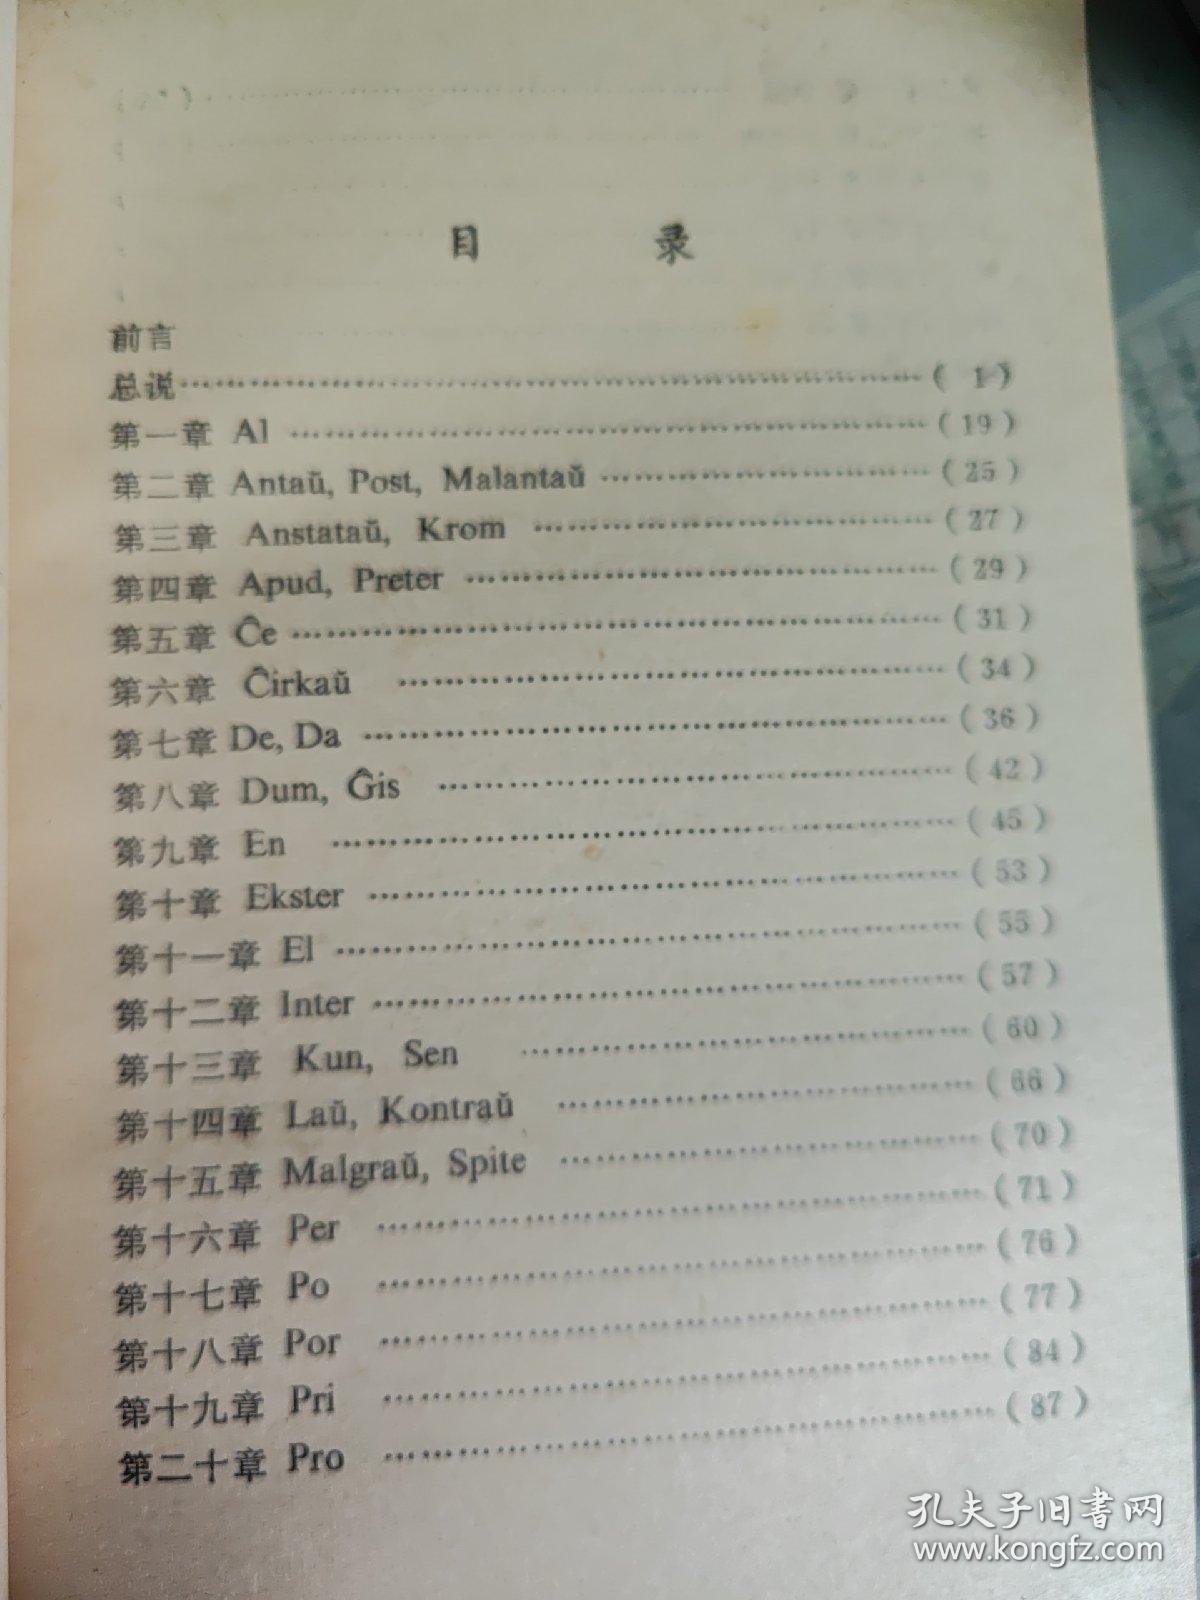 目 录
前言
总说……………………………………( 1 )
第一章 Al ……………………………………( 19 )
第二章 Antaŭ, Post, Malantaŭ ……………………( 25 )
第三章 Anstataŭ, Krom ……………………………( 27 )
第四章 Apud, Preter ……………………………( 29 )
第五章 Ĉe ……………………………………( 31 )
第六章 Ĉirkaŭ ……………………………………( 34 )
第七章 De, Da ……………………………………( 36 )
第八章 Dum, Ĝis ……………………………………( 42 )
第九章 En ……………………………………( 45 )
第十章 Ekster ……………………………………( 53 )
第十一章 El ……………………………………( 55 )
第十二章 Inter ……………………………………( 57 )
第十三章 Kun, Sen ……………………………( 60 )
第十四章 Laŭ, Kontraŭ ……………………………( 66 )
第十五章 Malgraŭ, Spite ……………………………( 70 )
第十六章 Per ……………………………………( 71 )
第十七章 Po ……………………………………( 76 )
第十八章 Por ……………………………………( 77 )
第十九章 Pri ……………………………………( 84 )
第二十章 Pro ……………………………………( 87 )
孔夫子旧书网
www.kongfz.com